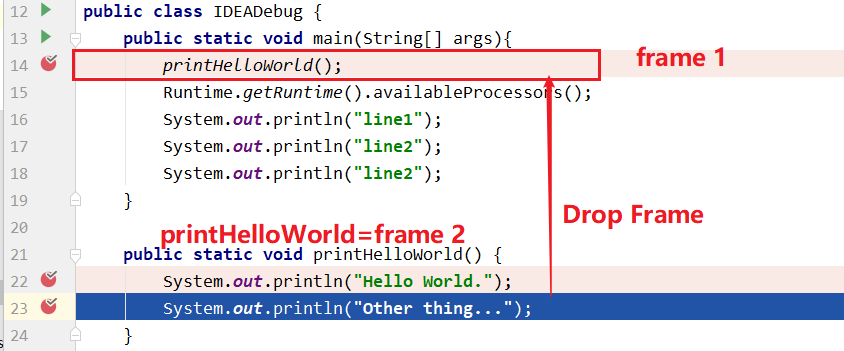 12 public class IDEADebug {
13 public static void main(String[] args){
14 printHelloWorld(); frame 1
15 Runtime.getRuntime().availableProcessors();
16 System.out.println("line1");
17 System.out.println("line2");
18 System.out.println("line2");
19 }
Drop Frame
20
printHelloWorld=frame 2
21 public static void printHelloWorld() {
22 System.out.println("Hello World.");
23 System.out.println("Other thing...");
24 }